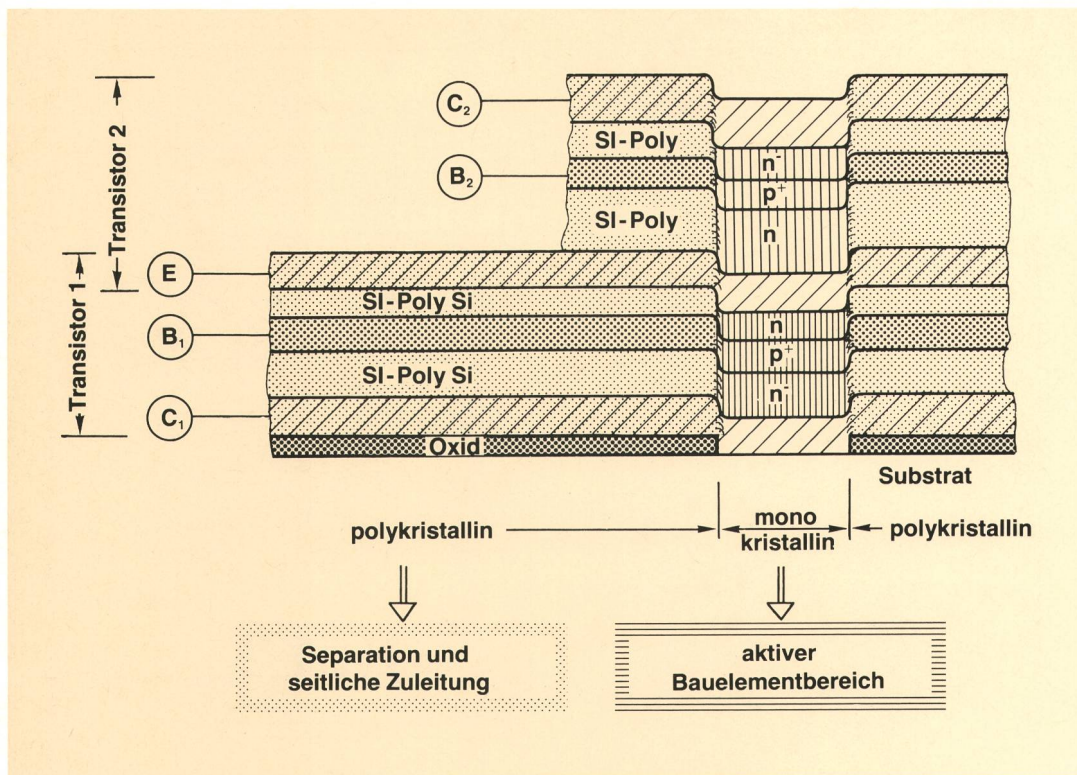 Transistor 2
C₂
SI-Poly
n⁻
B₂
p⁺
SI-Poly
n
Transistor 1
E
SI-Poly Si
n
B₁
p⁺
SI-Poly Si
n⁻
C₁
Oxid
Substrat
polykristallin
mono
kristallin
polykristallin
Separation und
seitliche Zuleitung
aktiver
Bauelementbereich